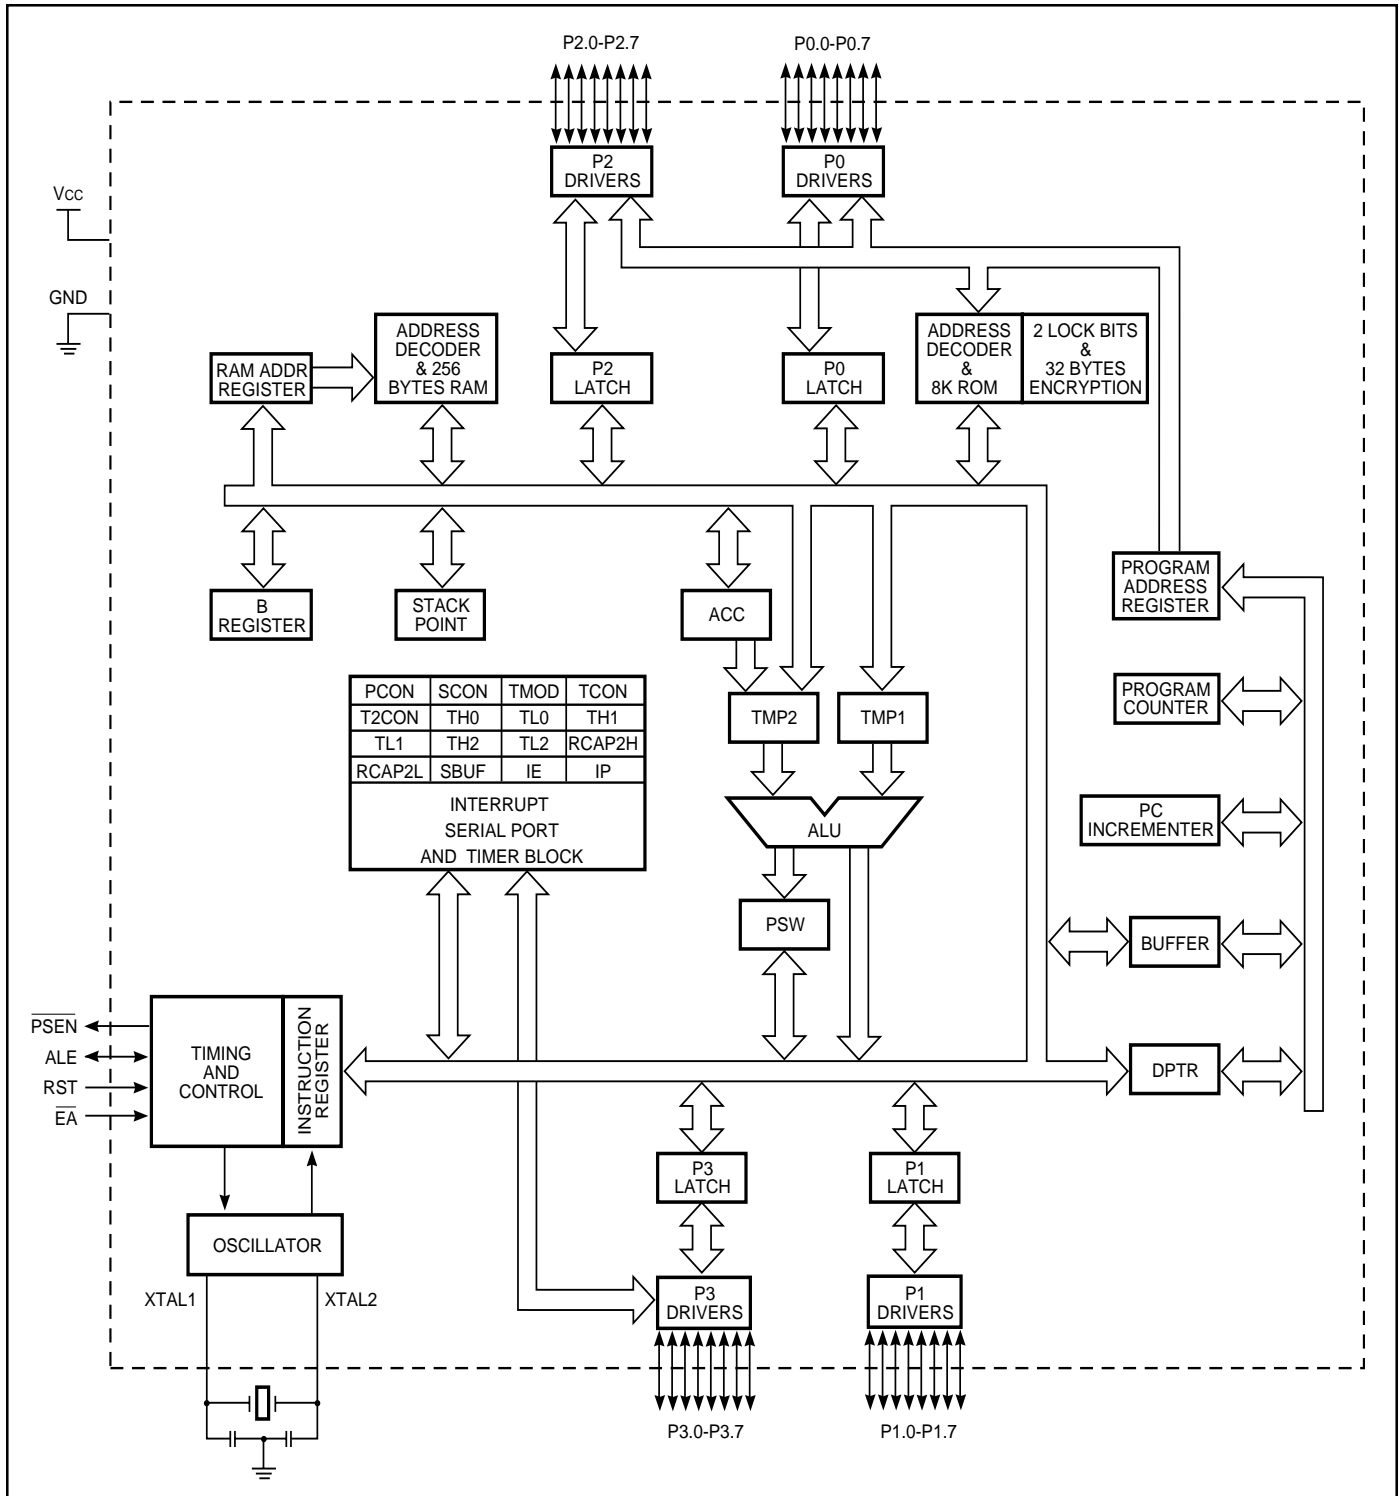 P2.0-P2.7
P0.0-P0.7
P2
DRIVERS
P0
DRIVERS
Vcc
GND
RAM ADDR
REGISTER
ADDRESS
DECODER
& 256
BYTES RAM
P2
LATCH
P0
LATCH
ADDRESS
DECODER
&
8K ROM
2 LOCK BITS
&
32 BYTES
ENCRYPTION
B
REGISTER
STACK
POINT
ACC
PROGRAM
ADDRESS
REGISTER
PCON SCON TMOD TCON
T2CON TH0 TL0 TH1
TL1 TH2 TL2 RCAP2H
RCAP2L SBUF IE IP
INTERRUPT
SERIAL PORT
AND TIMER BLOCK
TMP2
TMP1
PROGRAM
COUNTER
ALU
PC
INCREMENTER
PSW
BUFFER
PSEN
ALE
RST
EA
TIMING
AND
CONTROL
INSTRUCTION
REGISTER
DPTR
P3
LATCH
P1
LATCH
OSCILLATOR
XTAL1
XTAL2
P3
DRIVERS
P1
DRIVERS
P3.0-P3.7
P1.0-P1.7